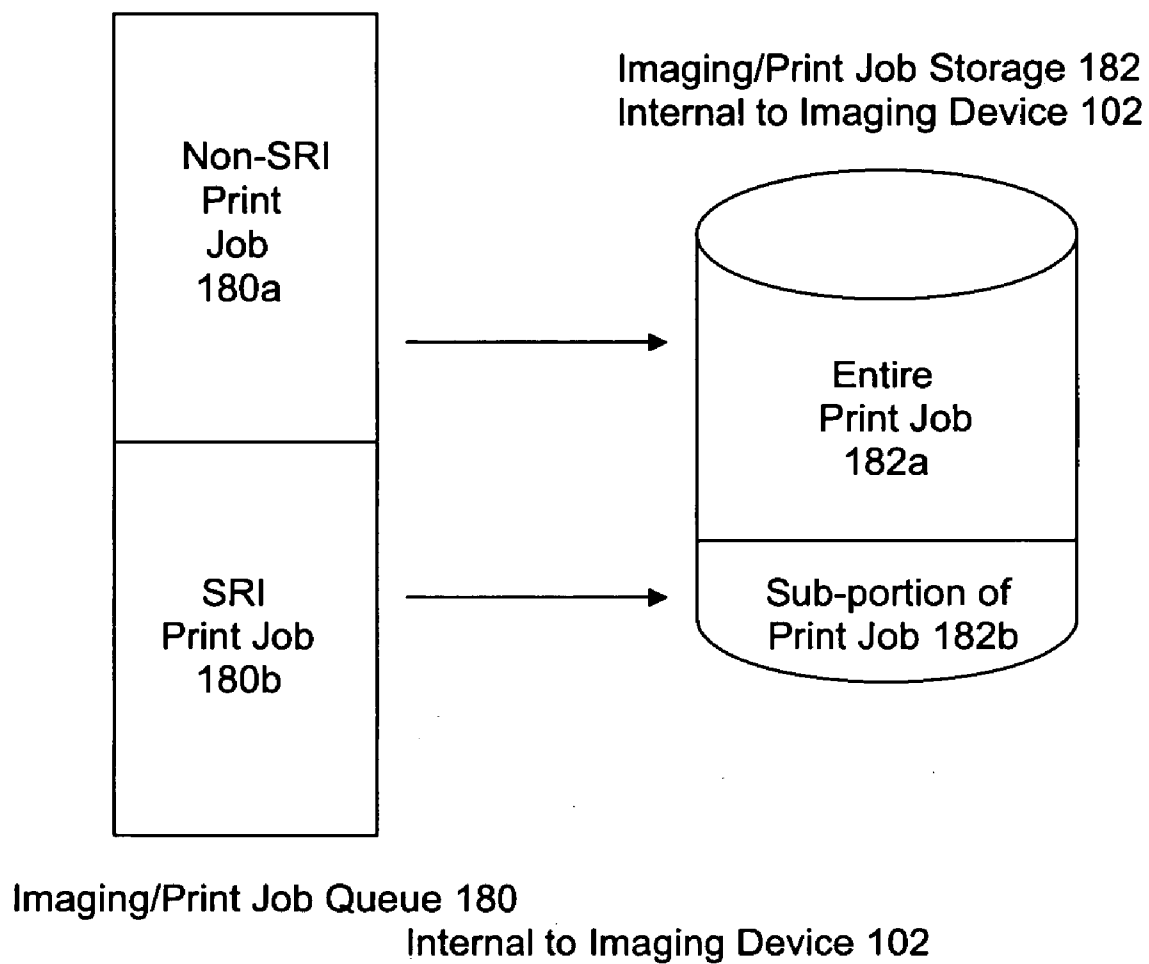 Imaging/Print Job Storage 182
Internal to Imaging Device 102
Non-SRI
Print
Job
180a
Entire
Print Job
182a
SRI
Print Job
180b
Sub-portion of
Print Job 182b
Imaging/Print Job Queue 180
Internal to Imaging Device 102